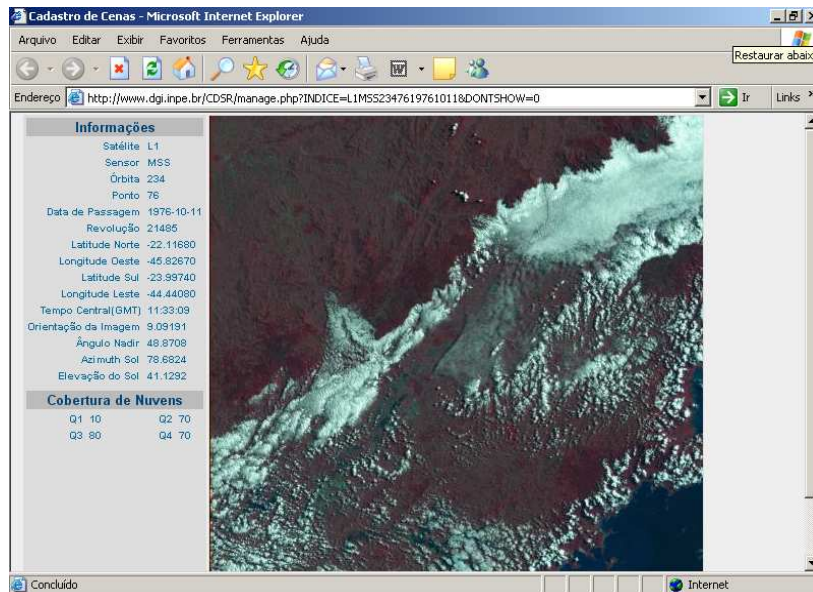 Cadastro de Cenas - Microsoft Internet Explorer
Arquivo Editar Exibir Favoritos Ferramentas Ajuda
Restaurar abaix
Endereço http://www.dgi.inpe.br/CDSR/manage.php?INDICE=L1MSS2347619761011&DONTSHOW=0 Ir Links
Informações
Satélite L1
Sensor MSS
Órbita 234
Ponto 76
Data de Passagem 1976-10-11
Revolução 21485
Latitude Norte -22.11680
Longitude Oeste -45.82670
Latitude Sul -23.99740
Longitude Leste -44.44080
Tempo Central(GMT) 11:33:09
Orientação da Imagem 9.09191
Ângulo Nadir 48.8708
Azimuth Sol 78.6824
Elevação do Sol 41.1292
Cobertura de Nuvens
Q1 10 Q2 70
Q3 80 Q4 70
Concluído Internet